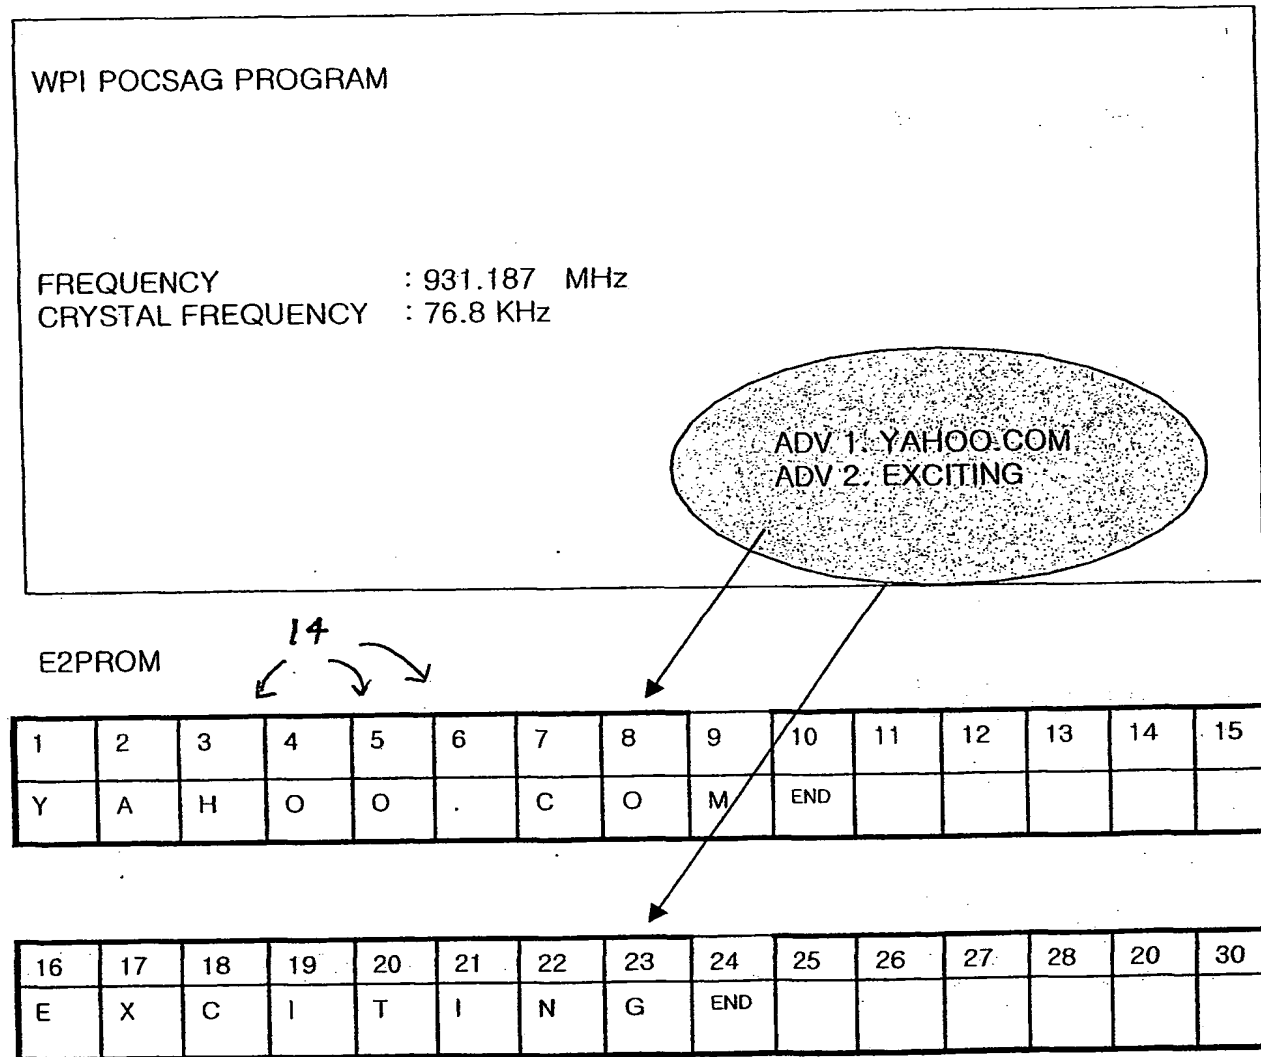 WPI POCSAG PROGRAM
FREQUENCY : 931.187 MHz
CRYSTAL FREQUENCY : 76.8 KHz
ADV 1. YAHOO.COM
ADV 2. EXCITING
14
E2PROM
1 2 3 4 5 6 7 8 9 10 11 12 13 14 15
Y A H O O . C O M END
16 17 18 19 20 21 22 23 24 25 26 27 28 20 30
E X C I T I N G END